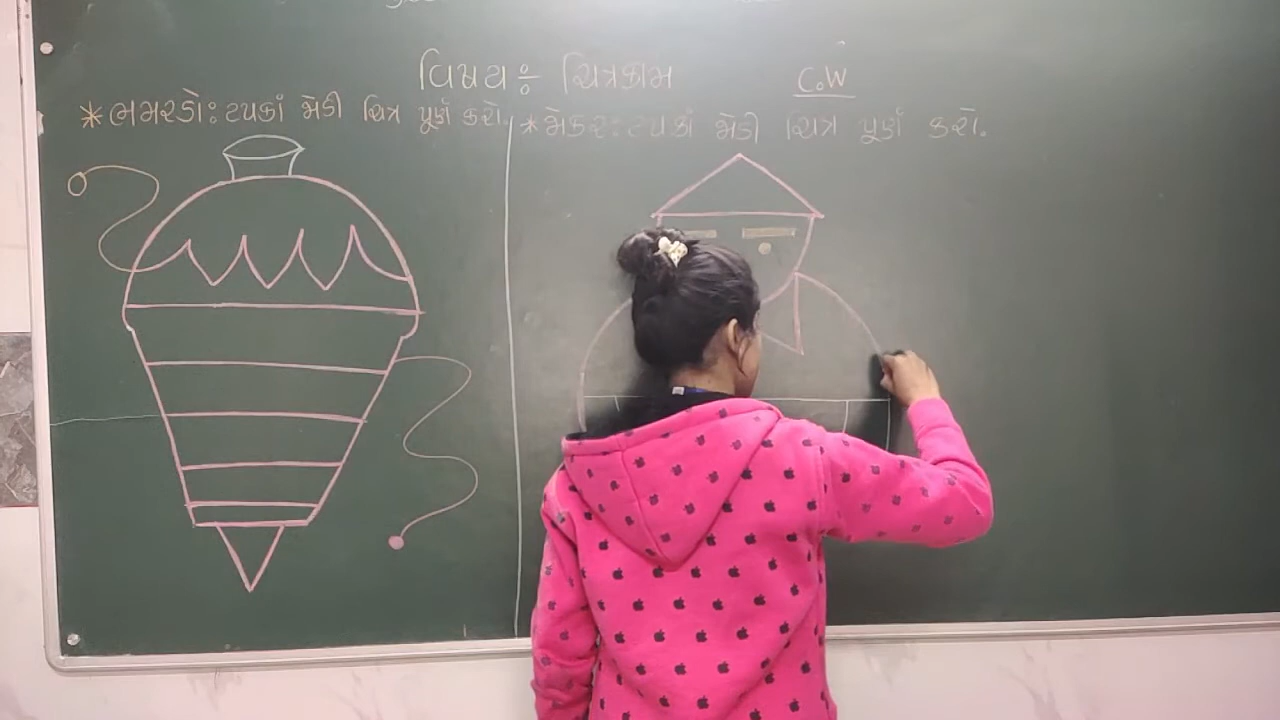 વિષય : ચિત્રકામ
C.W
* ભમરડો : ટપકાં જોડી ચિત્ર પૂર્ણ કરો.
* જોકર : ટપકાં જોડી ચિત્ર પૂર્ણ કરો.